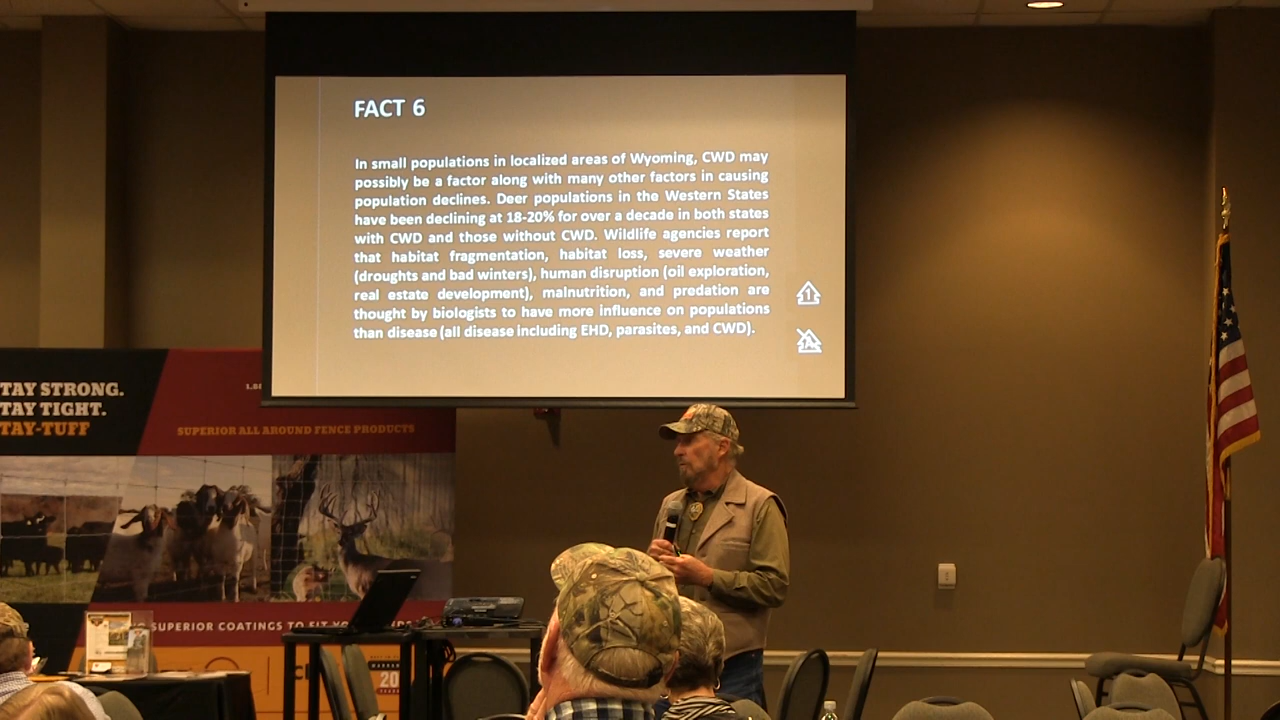 FACT 6
In small populations in localized areas of Wyoming, CWD may
possibly be a factor along with many other factors in causing
population declines. Deer populations in the Western States
have been declining at 18-20% for over a decade in both states
with CWD and those without CWD. Wildlife agencies report
that habitat fragmentation, habitat loss, severe weather
(droughts and bad winters), human disruption (oil exploration,
real estate development), malnutrition, and predation are
thought by biologists to have more influence on populations
than disease (all disease including EHD, parasites, and CWD).
1
TAY STRONG.
TAY TIGHT.
TAY-TUFF
SUPERIOR ALL AROUND FENCE PRODUCTS
SUPERIOR COATINGS TO FIT
20